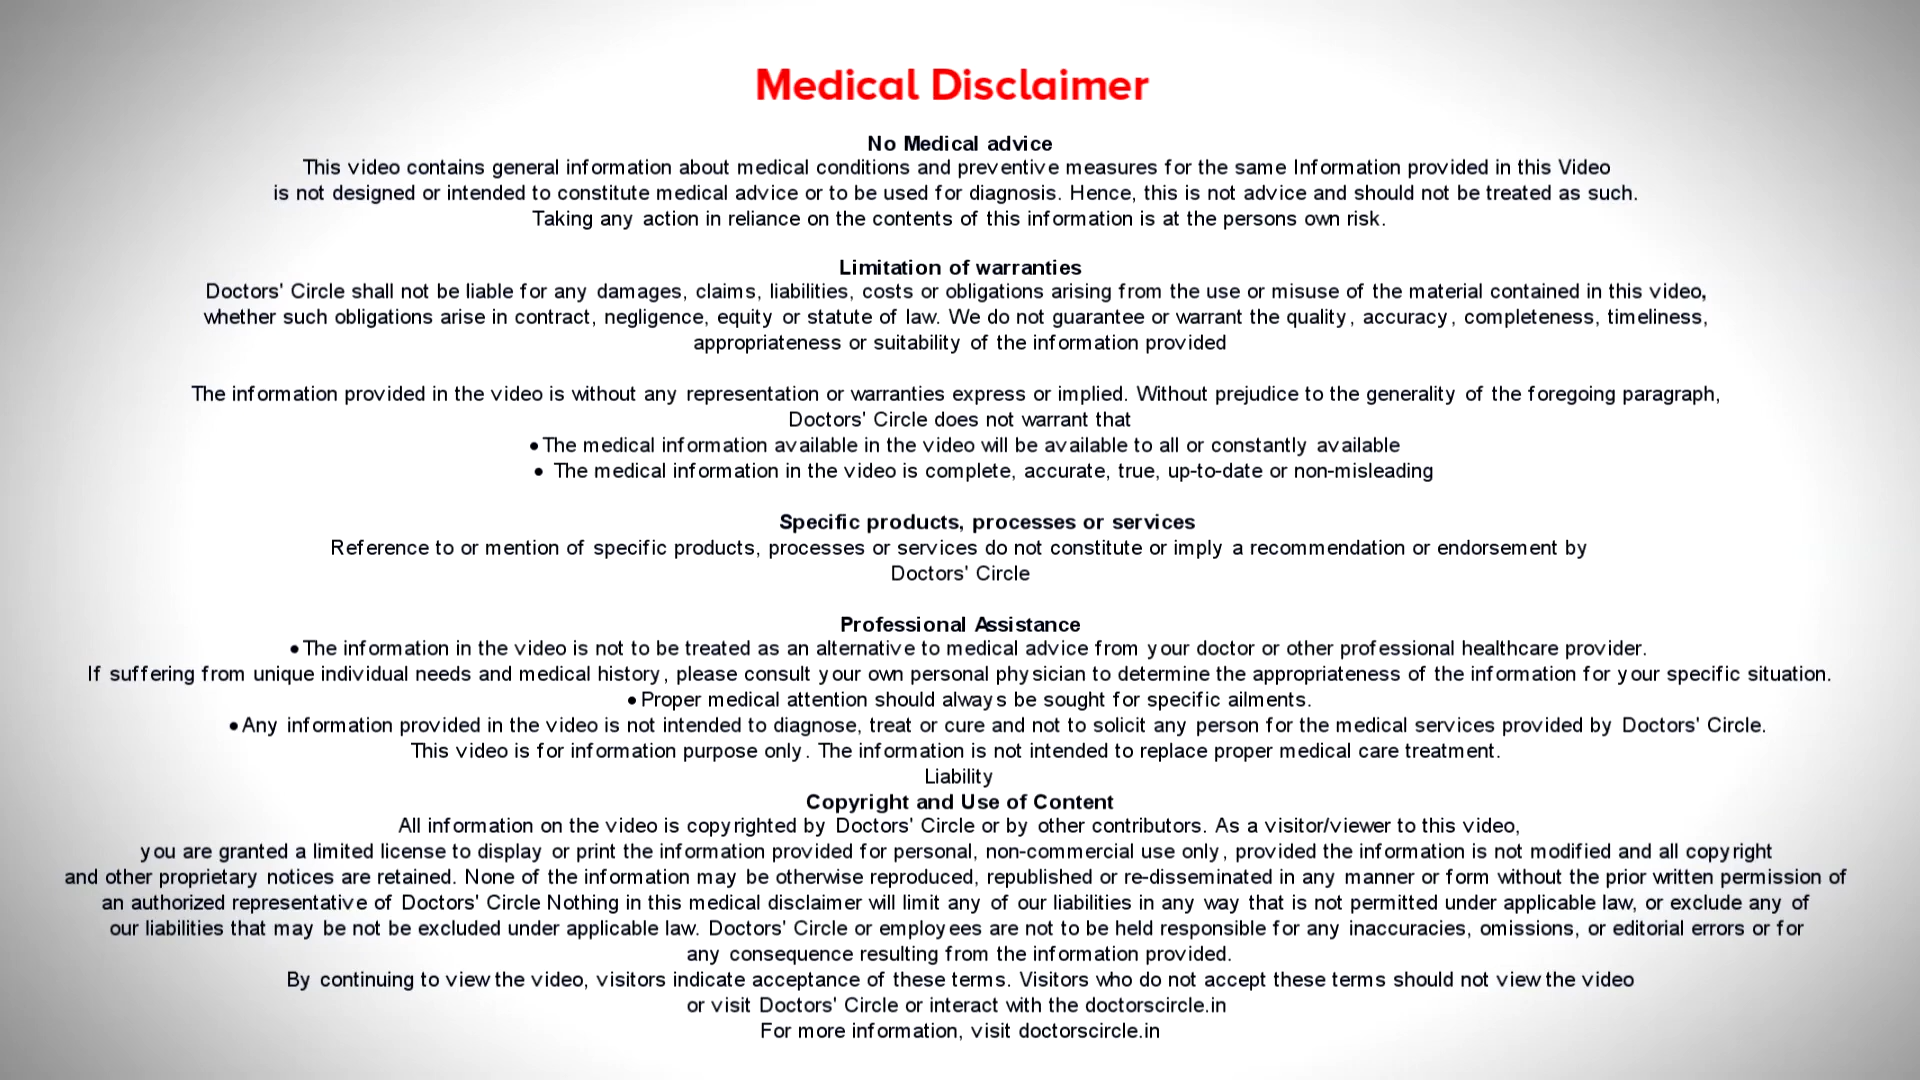 Medical Disclaimer
No Medical advice
This video contains general information about medical conditions and preventive measures for the same Information provided in this Video
is not designed or intended to constitute medical advice or to be used for diagnosis. Hence, this is not advice and should not be treated as such.
Taking any action in reliance on the contents of this information is at the persons own risk.
Limitation of warranties
Doctors' Circle shall not be liable for any damages, claims, liabilities, costs or obligations arising from the use or misuse of the material contained in this video,
whether such obligations arise in contract, negligence, equity or statute of law. We do not guarantee or warrant the quality, accuracy, completeness, timeliness,
appropriateness or suitability of the information provided
The information provided in the video is without any representation or warranties express or implied. Without prejudice to the generality of the foregoing paragraph,
Doctors' Circle does not warrant that
• The medical information available in the video will be available to all or constantly available
• The medical information in the video is complete, accurate, true, up-to-date or non-misleading
Specific products, processes or services
Reference to or mention of specific products, processes or services do not constitute or imply a recommendation or endorsement by
Doctors' Circle
Professional Assistance
• The information in the video is not to be treated as an alternative to medical advice from your doctor or other professional healthcare provider.
If suffering from unique individual needs and medical history, please consult your own personal physician to determine the appropriateness of the information for your specific situation.
• Proper medical attention should always be sought for specific ailments.
• Any information provided in the video is not intended to diagnose, treat or cure and not to solicit any person for the medical services provided by Doctors' Circle.
This video is for information purpose only. The information is not intended to replace proper medical care treatment.
Liability
Copyright and Use of Content
All information on the video is copyrighted by Doctors' Circle or by other contributors. As a visitor/viewer to this video,
you are granted a limited license to display or print the information provided for personal, non-commercial use only, provided the information is not modified and all copyright
and other proprietary notices are retained. None of the information may be otherwise reproduced, republished or re-disseminated in any manner or form without the prior written permission of
an authorized representative of Doctors' Circle Nothing in this medical disclaimer will limit any of our liabilities in any way that is not permitted under applicable law, or exclude any of
our liabilities that may be not be excluded under applicable law. Doctors' Circle or employees are not to be held responsible for any inaccuracies, omissions, or editorial errors or for
any consequence resulting from the information provided.
By continuing to view the video, visitors indicate acceptance of these terms. Visitors who do not accept these terms should not view the video
or visit Doctors' Circle or interact with the doctorscircle.in
For more information, visit doctorscircle.in